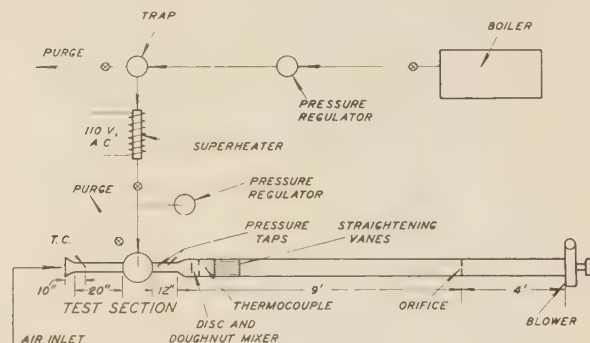 TRAP
BOILER
PURGE
PRESSURE
REGULATOR
110 V,
A C
SUPERHEATER
PURGE
PRESSURE
REGULATOR
T.C.
PRESSURE
TAPS
STRAIGHTENING
VANES
10"
20"
12"
9'
4'
TEST SECTION
THERMOCOUPLE
ORIFICE
BLOWER
DISC AND
DOUGHNUT MIXER
AIR INLET